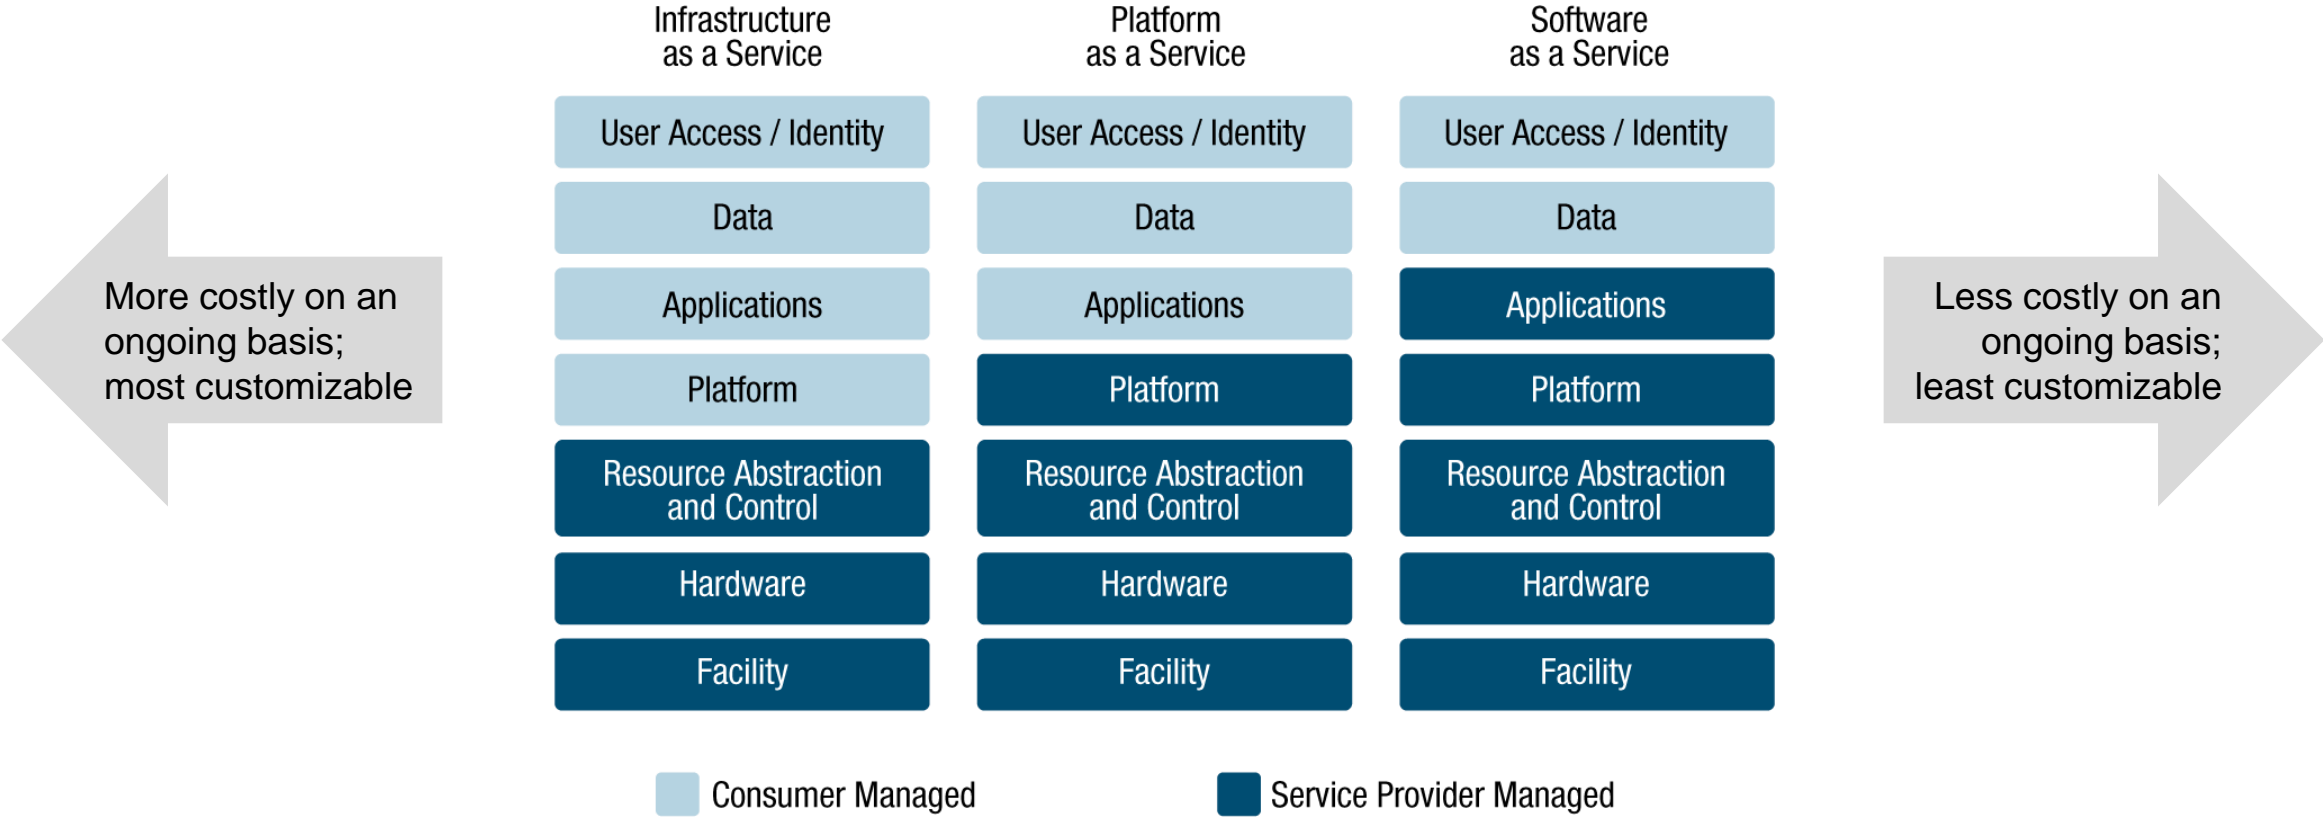 Infrastructure
as a Service
Platform
as a Service
Software
as a Service
More costly on an
ongoing basis;
most customizable
User Access / Identity
Data
Applications
Platform
Resource Abstraction
and Control
Hardware
Facility
User Access / Identity
Data
Applications
Platform
Resource Abstraction
and Control
Hardware
Facility
User Access / Identity
Data
Applications
Platform
Resource Abstraction
and Control
Hardware
Facility
Less costly on an
ongoing basis;
least customizable
Consumer Managed
Service Provider Managed